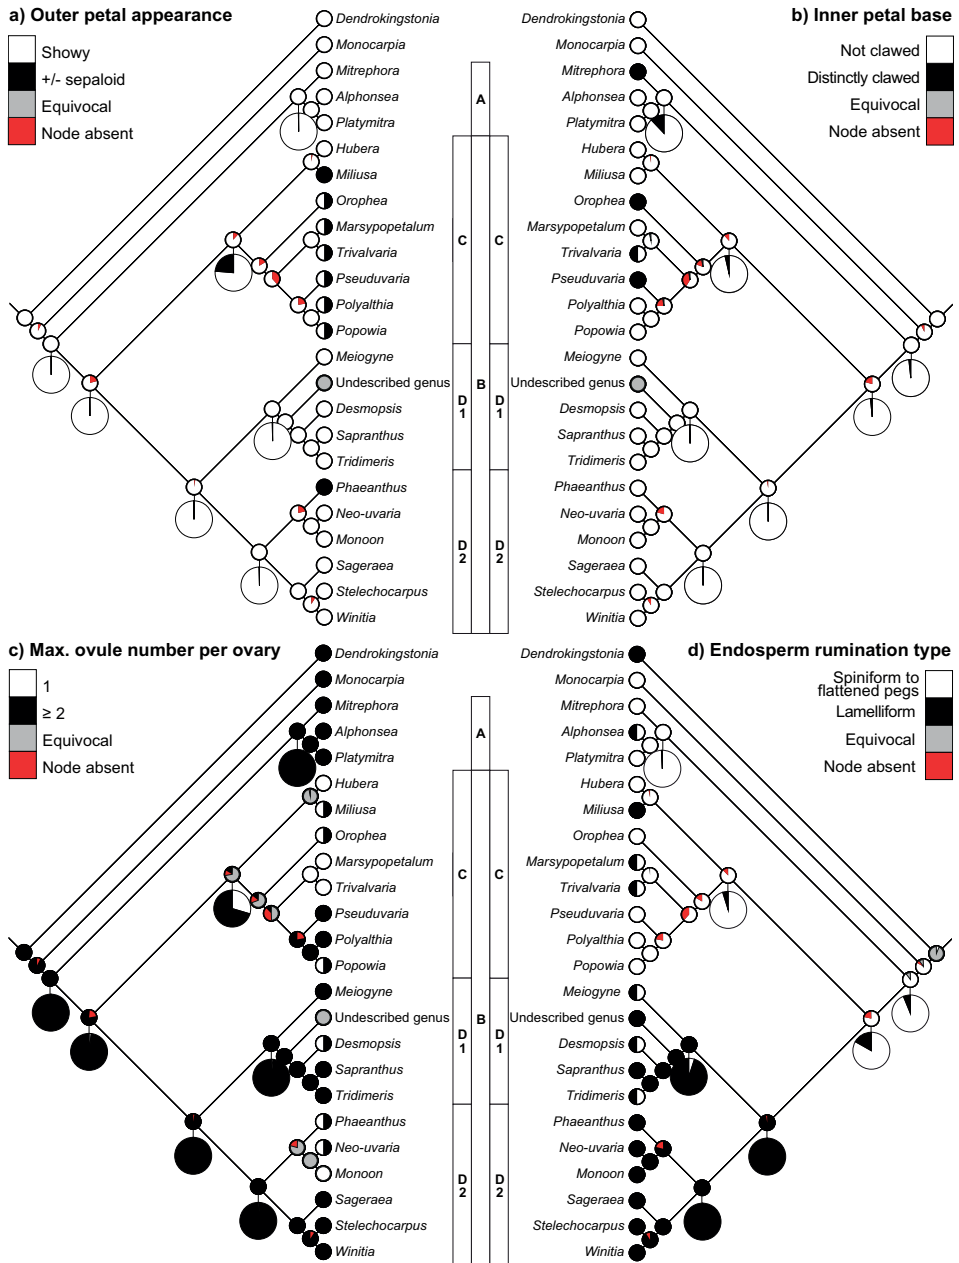 a) Outer petal appearance
Showy
+/- sepaloid
Equivocal
Node absent
Dendrokingstonia
Monocarpia
Mitrephora
Alphonsea
Platymitra
Hubera
Miliusa
Orophea
Marsypopetalum
Trivalvaria
Pseuduvaria
Polyalthia
Popowia
Meiogyne
Undescribed genus
Desmopsis
Sapranthus
Tridimeris
Phaeanthus
Neo-uvaria
Monoon
Sageraea
Stelechocarpus
Winitia
A
C
C
B
D
1
D
1
D
2
D
2
b) Inner petal base
Not clawed
Distinctly clawed
Equivocal
Node absent
Dendrokingstonia
Monocarpia
Mitrephora
Alphonsea
Platymitra
Hubera
Miliusa
Orophea
Marsypopetalum
Trivalvaria
Pseuduvaria
Polyalthia
Popowia
Meiogyne
Undescribed genus
Desmopsis
Sapranthus
Tridimeris
Phaeanthus
Neo-uvaria
Monoon
Sageraea
Stelechocarpus
Winitia
c) Max. ovule number per ovary
1
≥ 2
Equivocal
Node absent
Dendrokingstonia
Monocarpia
Mitrephora
Alphonsea
Platymitra
Hubera
Miliusa
Orophea
Marsypopetalum
Trivalvaria
Pseuduvaria
Polyalthia
Popowia
Meiogyne
Undescribed genus
Desmopsis
Sapranthus
Tridimeris
Phaeanthus
Neo-uvaria
Monoon
Sageraea
Stelechocarpus
Winitia
A
C
C
B
D
1
D
1
D
2
D
2
d) Endosperm rumination type
Spiniform to
flattened pegs
Lamelliform
Equivocal
Node absent
Dendrokingstonia
Monocarpia
Mitrephora
Alphonsea
Platymitra
Hubera
Miliusa
Orophea
Marsypopetalum
Trivalvaria
Pseuduvaria
Polyalthia
Popowia
Meiogyne
Undescribed genus
Desmopsis
Sapranthus
Tridimeris
Phaeanthus
Neo-uvaria
Monoon
Sageraea
Stelechocarpus
Winitia